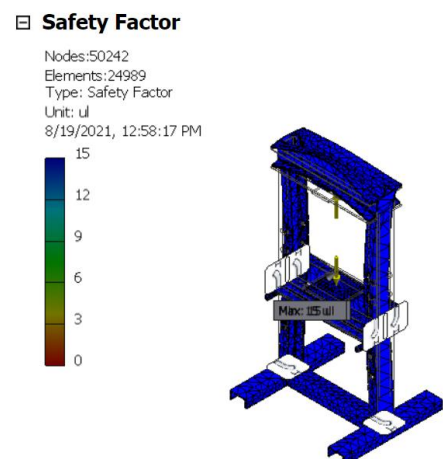 Safety Factor
Nodes:50242
Elements:24989
Type: Safety Factor
Unit: ul
8/19/2021, 12:58:17 PM
15
12
9
6
3
0
15 ul